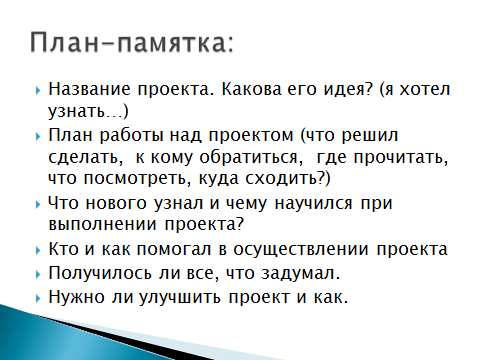 План-памятка:
Название проекта. Какова его идея? (я хотел
узнать…)
План работы над проектом (что решил
сделать, к кому обратиться, где прочитать,
что посмотреть, куда сходить?)
Что нового узнал и чему научился при
выполнении проекта?
Кто и как помогал в осуществлении проекта
Получилось ли все, что задумал.
Нужно ли улучшить проект и как.